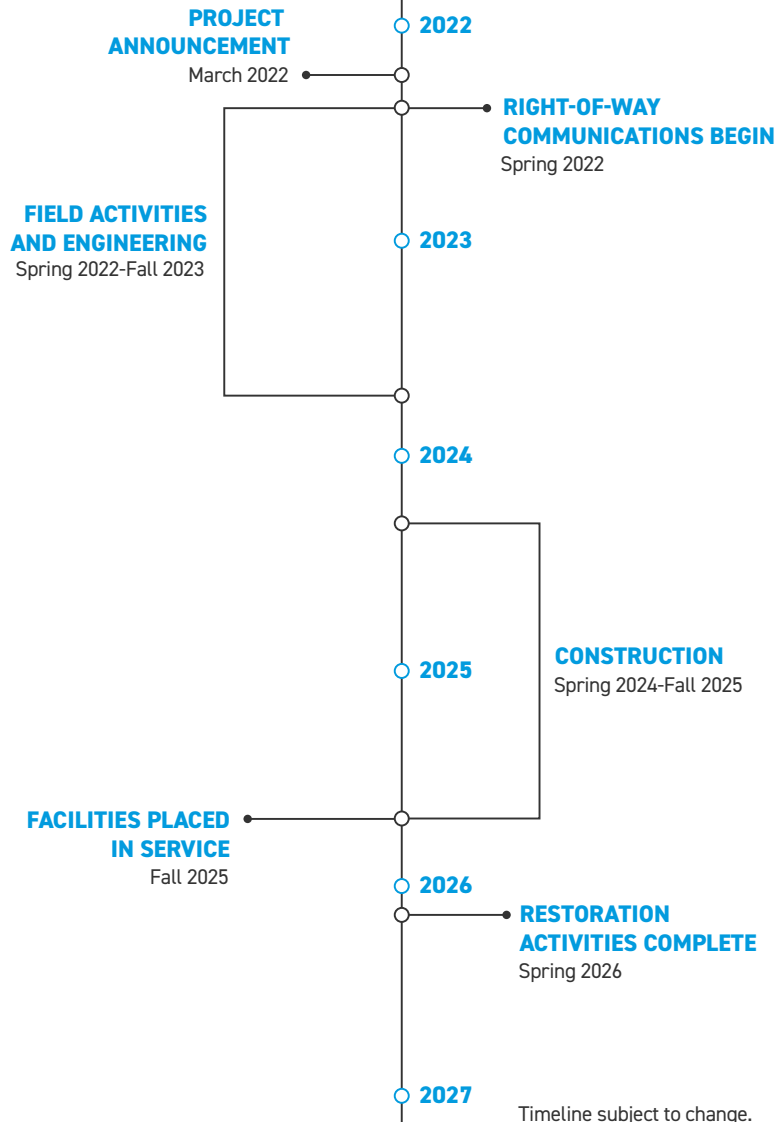 2022
PROJECT
ANNOUNCEMENT
March 2022
RIGHT-OF-WAY
COMMUNICATIONS BEGIN
Spring 2022
FIELD ACTIVITIES
AND ENGINEERING
Spring 2022-Fall 2023
2023
2024
CONSTRUCTION
Spring 2024-Fall 2025
2025
FACILITIES PLACED
IN SERVICE
Fall 2025
2026
RESTORATION
ACTIVITIES COMPLETE
Spring 2026
2027
Timeline subject to change.